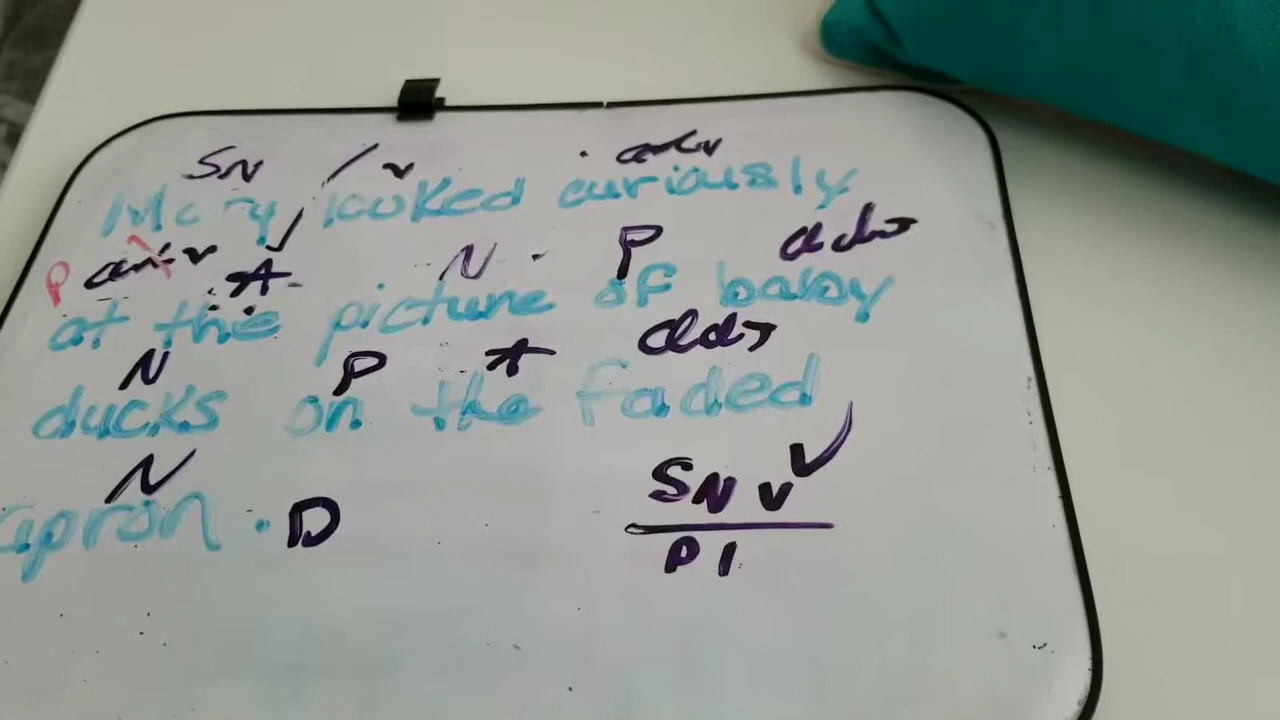 SN / v adv
Mary looked curiously
P adv A N P adj
at the picture of baby
N P A adj
ducks on the faded
N
apron . D
SN v
P1